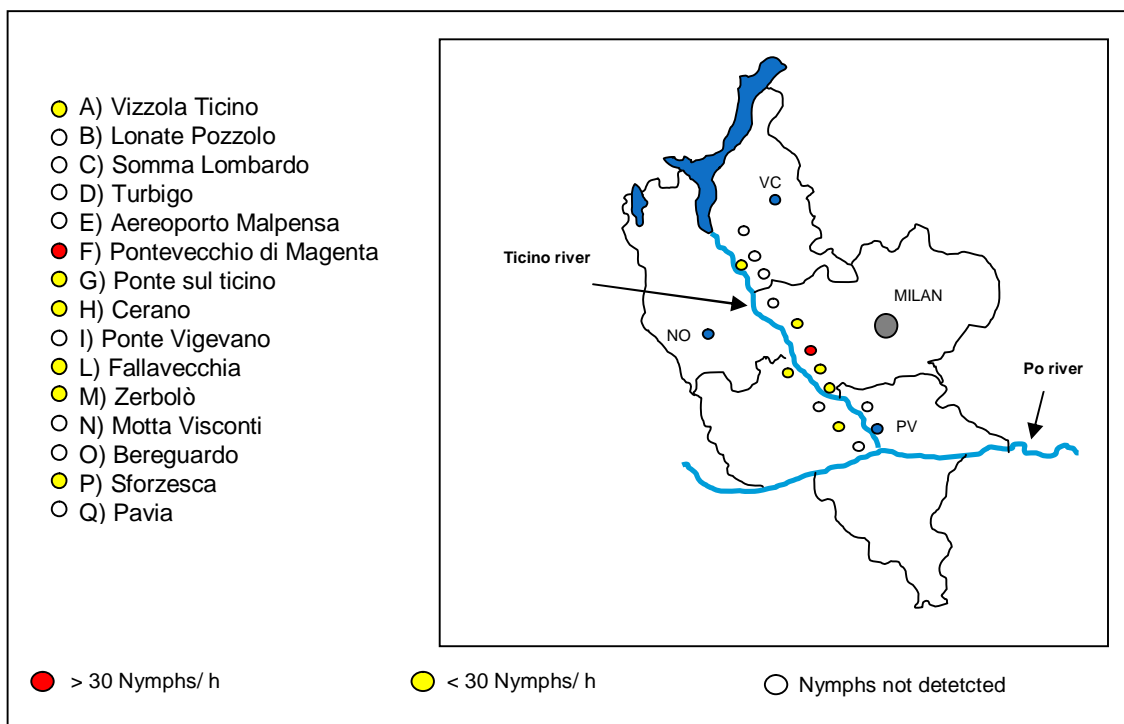 A) Vizzola Ticino
B) Lonate Pozzolo
C) Somma Lombardo
D) Turbigo
E) Aereoporto Malpensa
F) Pontevecchio di Magenta
G) Ponte sul ticino
H) Cerano
I) Ponte Vigevano
L) Fallavecchia
M) Zerbolò
N) Motta Visconti
O) Bereguardo
P) Sforzesca
Q) Pavia
VC
Ticino river
MILAN
NO
Po river
PV
> 30 Nymphs/ h
< 30 Nymphs/ h
Nymphs not detetcted